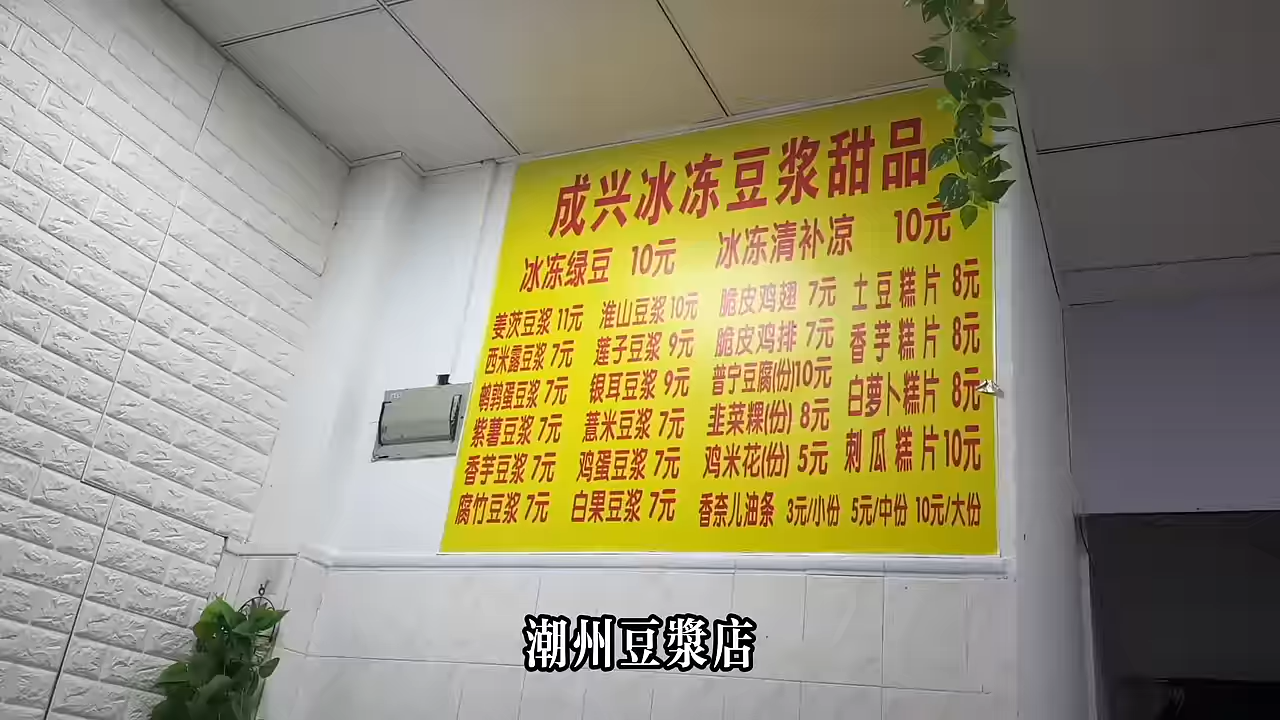 成兴冰冻豆浆甜品
冰冻绿豆 10元 冰冻清补凉 10元
姜茨豆浆 11元 淮山豆浆 10元 脆皮鸡翅 7元 土豆糕片 8元
西米露豆浆 7元 莲子豆浆 9元 脆皮鸡排 7元 香芋糕片 8元
鹌鹑蛋豆浆 7元 银耳豆浆 9元 普宁豆腐(份)10元 白萝卜糕片 8元
紫薯豆浆 7元 薏米豆浆 7元 韭菜粿(份) 8元 刺瓜糕片 10元
香芋豆浆 7元 鸡蛋豆浆 7元 鸡米花(份) 5元
腐竹豆浆 7元 白果豆浆 7元 香奈儿油条 3元/小份 5元/中份 10元/大份
潮州豆漿店